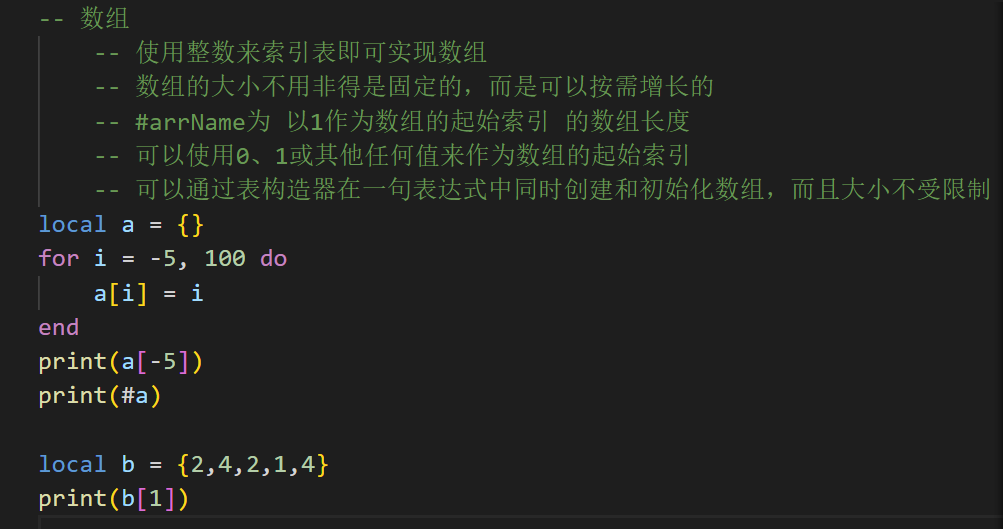 -- 数组
-- 使用整数来索引表即可实现数组
-- 数组的大小不用非得是固定的，而是可以按需增长的
-- #arrName为 以1作为数组的起始索引 的数组长度
-- 可以使用0、1或其他任何值来作为数组的起始索引
-- 可以通过表构造器在一句表达式中同时创建和初始化数组，而且大小不受限制
local a = {}
for i = -5, 100 do
a[i] = i
end
print(a[-5])
print(#a)
local b = {2,4,2,1,4}
print(b[1])